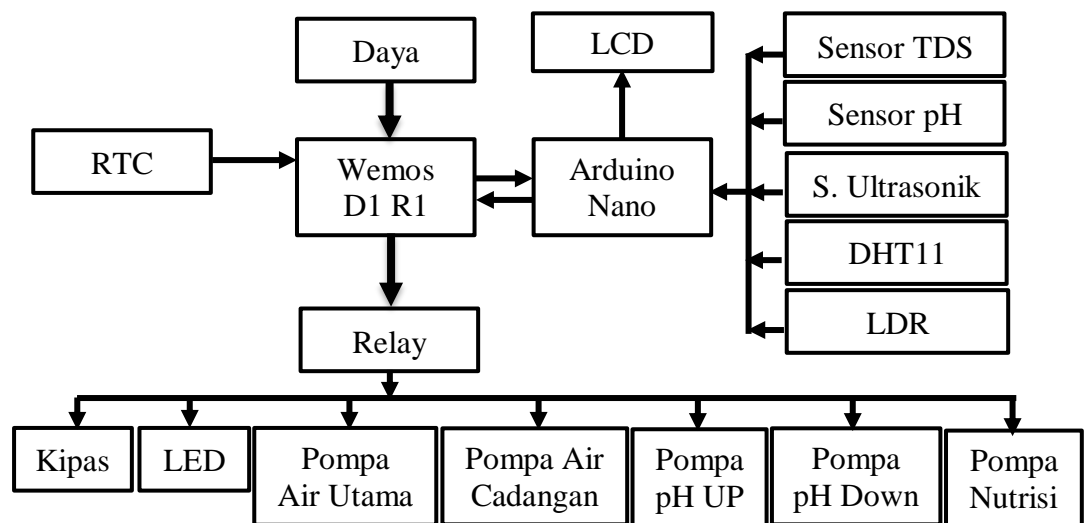 Daya
LCD
Sensor TDS
Sensor pH
RTC
Wemos
D1 R1
Arduino
Nano
S. Ultrasonik
DHT11
LDR
Relay
Kipas
LED
Pompa
Air Utama
Pompa Air
Cadangan
Pompa
pH UP
Pompa
pH Down
Pompa
Nutrisi